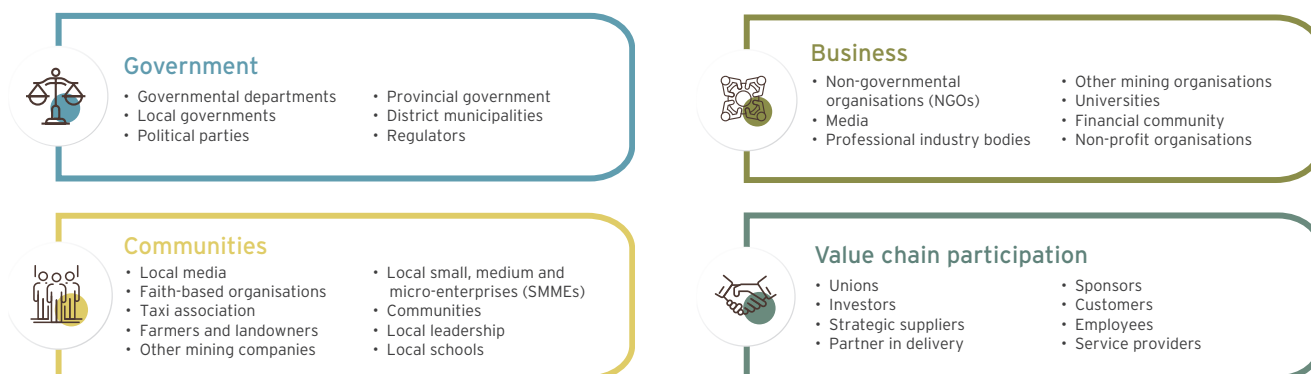 Government
• Governmental departments
• Local governments
• Political parties
• Provincial government
• District municipalities
• Regulators
Business
• Non-governmental
organisations (NGOs)
• Media
• Professional industry bodies
• Other mining organisations
• Universities
• Financial community
• Non-profit organisations
Communities
• Local media
• Faith-based organisations
• Taxi association
• Farmers and landowners
• Other mining companies
• Local small, medium and
micro-enterprises (SMMEs)
• Communities
• Local leadership
• Local schools
Value chain participation
• Unions
• Investors
• Strategic suppliers
• Partner in delivery
• Sponsors
• Customers
• Employees
• Service providers